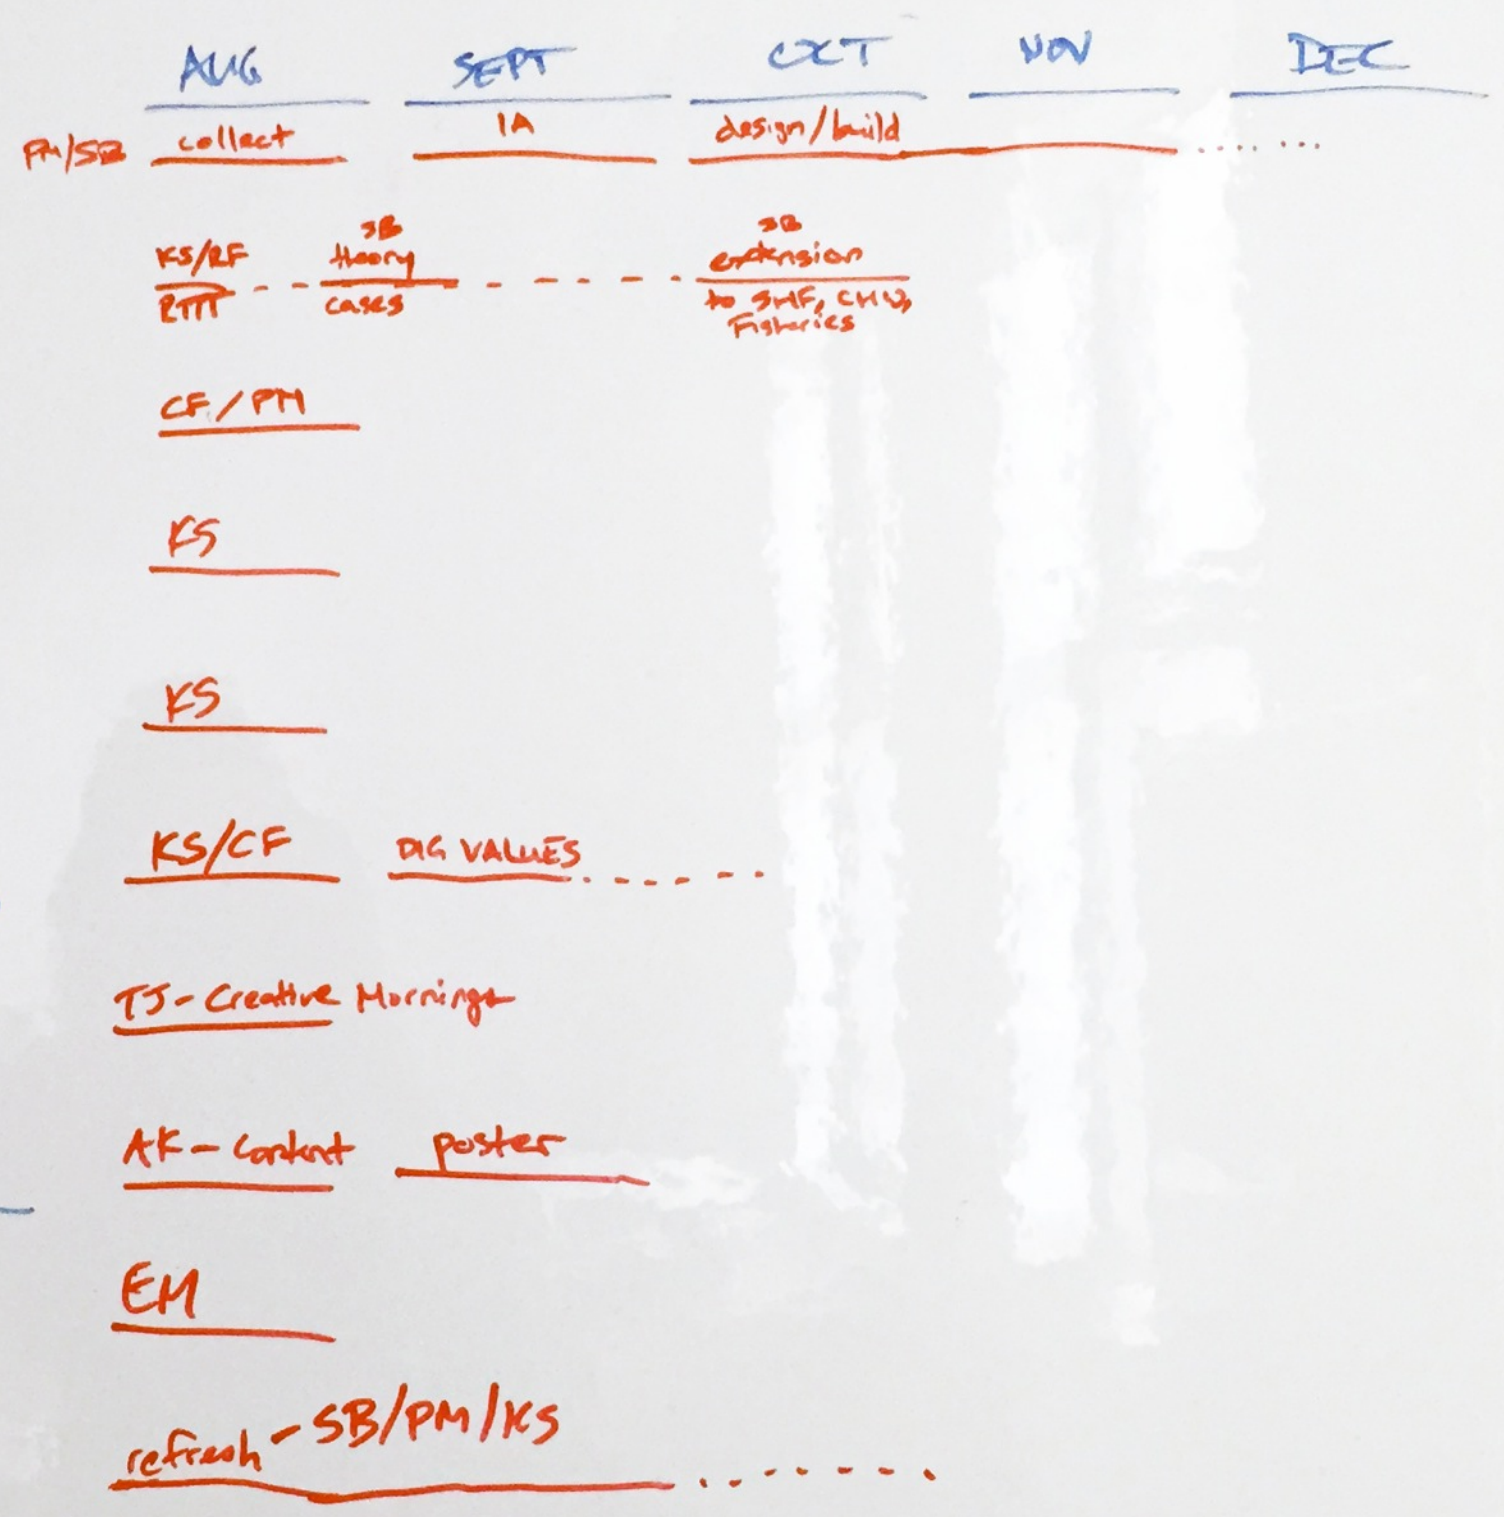 AUG SEPT OCT NOV DEC
PM/SB collect IA design/build
SB SB
KS/RF theory extension
RTTT cases to SHF, CHW,
Fisheries
CF/PM
KS
KS
KS/CF DIG VALUES
TJ- Creative Mornings
AK- Content poster
EM
refresh - SB/PM/KS